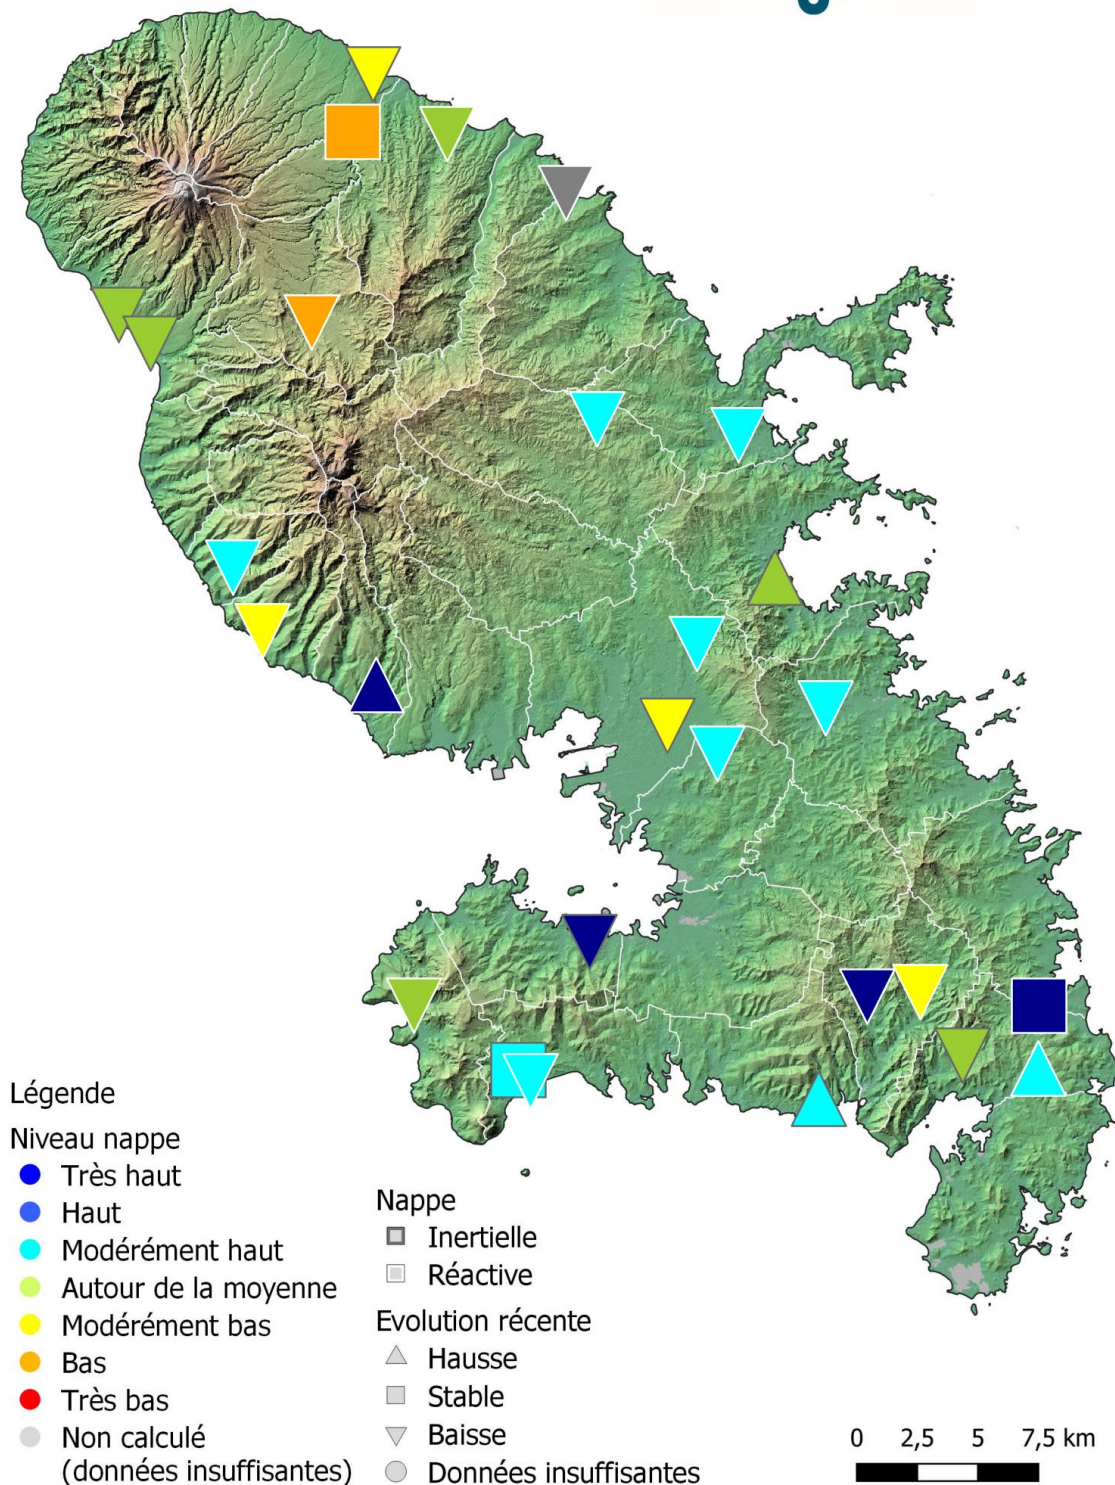 Légende
Niveau nappe
Très haut
Haut
Modérément haut
Autour de la moyenne
Modérément bas
Bas
Très bas
Non calculé
(données insuffisantes)
Nappe
Inertielle
Réactive
Evolution récente
Hausse
Stable
Baisse
Données insuffisantes
0 2,5 5 7,5 km